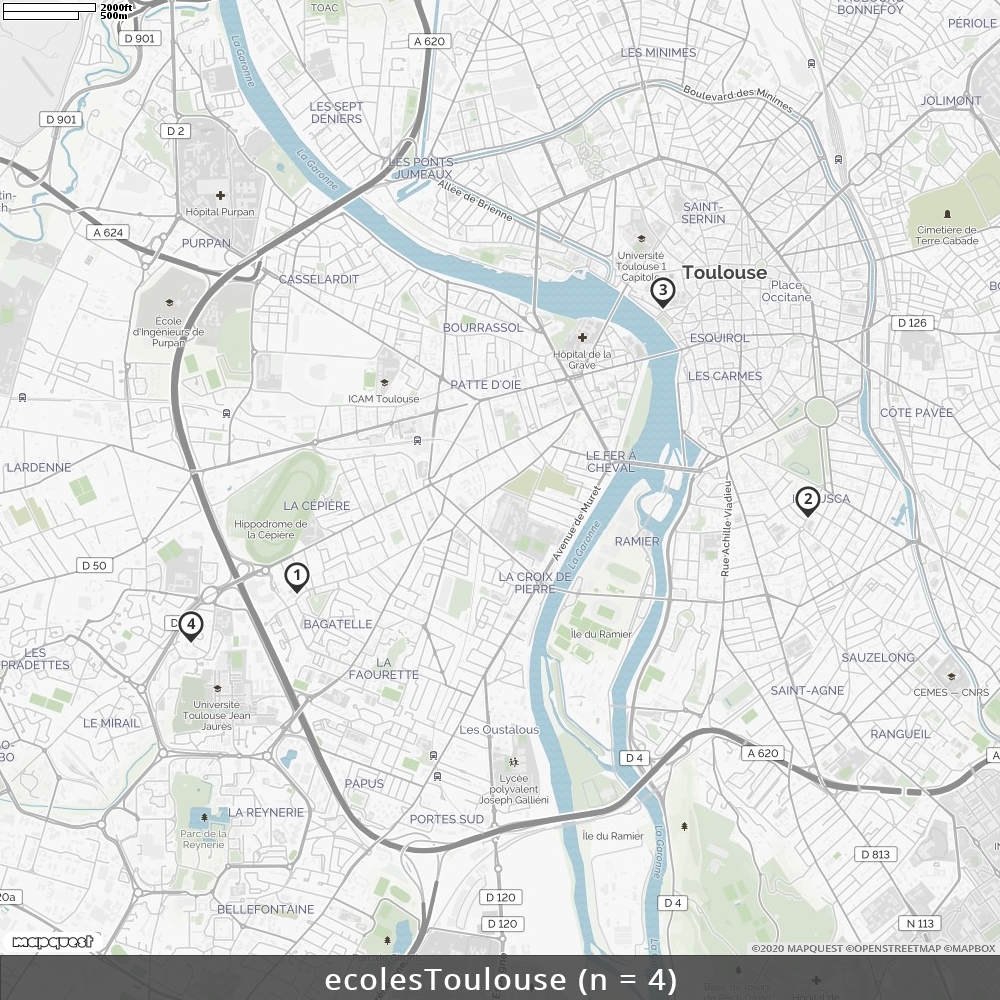 2000ft
500m
TOAC
BONNEFOY
PÉRIOLE
D 901
A 620
LES MINIMES
La Garonne
Boulevard des Minimes
JOLIMONT
LES SEPT
DENIERS
D 901
D 2
La Garonne
LES PONTS
JUMEAUX
Allée de Brienne
Hôpital Purpan
SAINT-
SERNIN
Cimetière de
Terre Cabade
A 624
PURPAN
Université
Toulouse 1
Capitole
Toulouse
CASSELARDIT
Place
Occitane
3
École
d'Ingénieurs de
Purpan
BOURRASSOL
Hôpital de la
Grave
ESQUIROL
D 126
LES CARMES
PATTE D'OIE
ICAM Toulouse
CÔTE PAVÉE
LARDENNE
LE FER À
CHEVAL
LA CÉPIÈRE
Hippodrome de
la Cépière
Avenue de Muret
La Garonne
Rue Achille Viadieu
2
USCA
RAMIER
D 50
1
LA CROIX DE
PIERRE
BAGATELLE
4
Île du Ramier
LES
PRADETTES
LA
FAOURETTE
SAUZELONG
Université
Toulouse Jean
Jaurès
SAINT-AGNE
CEMES — CNRS
LE MIRAIL
Les Oustalous
RANGUEIL
D 4
A 620
Lycée
polyvalent
Joseph Galliéni
PAPUS
LA REYNERIE
PORTES SUD
Parc de la
Reynerie
Île du Ramier
La Garonne
D 813
D 120
D 4
BELLEFONTAINE
D 120
N 113
mapquest
©2020 MAPQUEST ©OPENSTREETMAP ©MAPBOX
ecolesToulouse (n = 4)